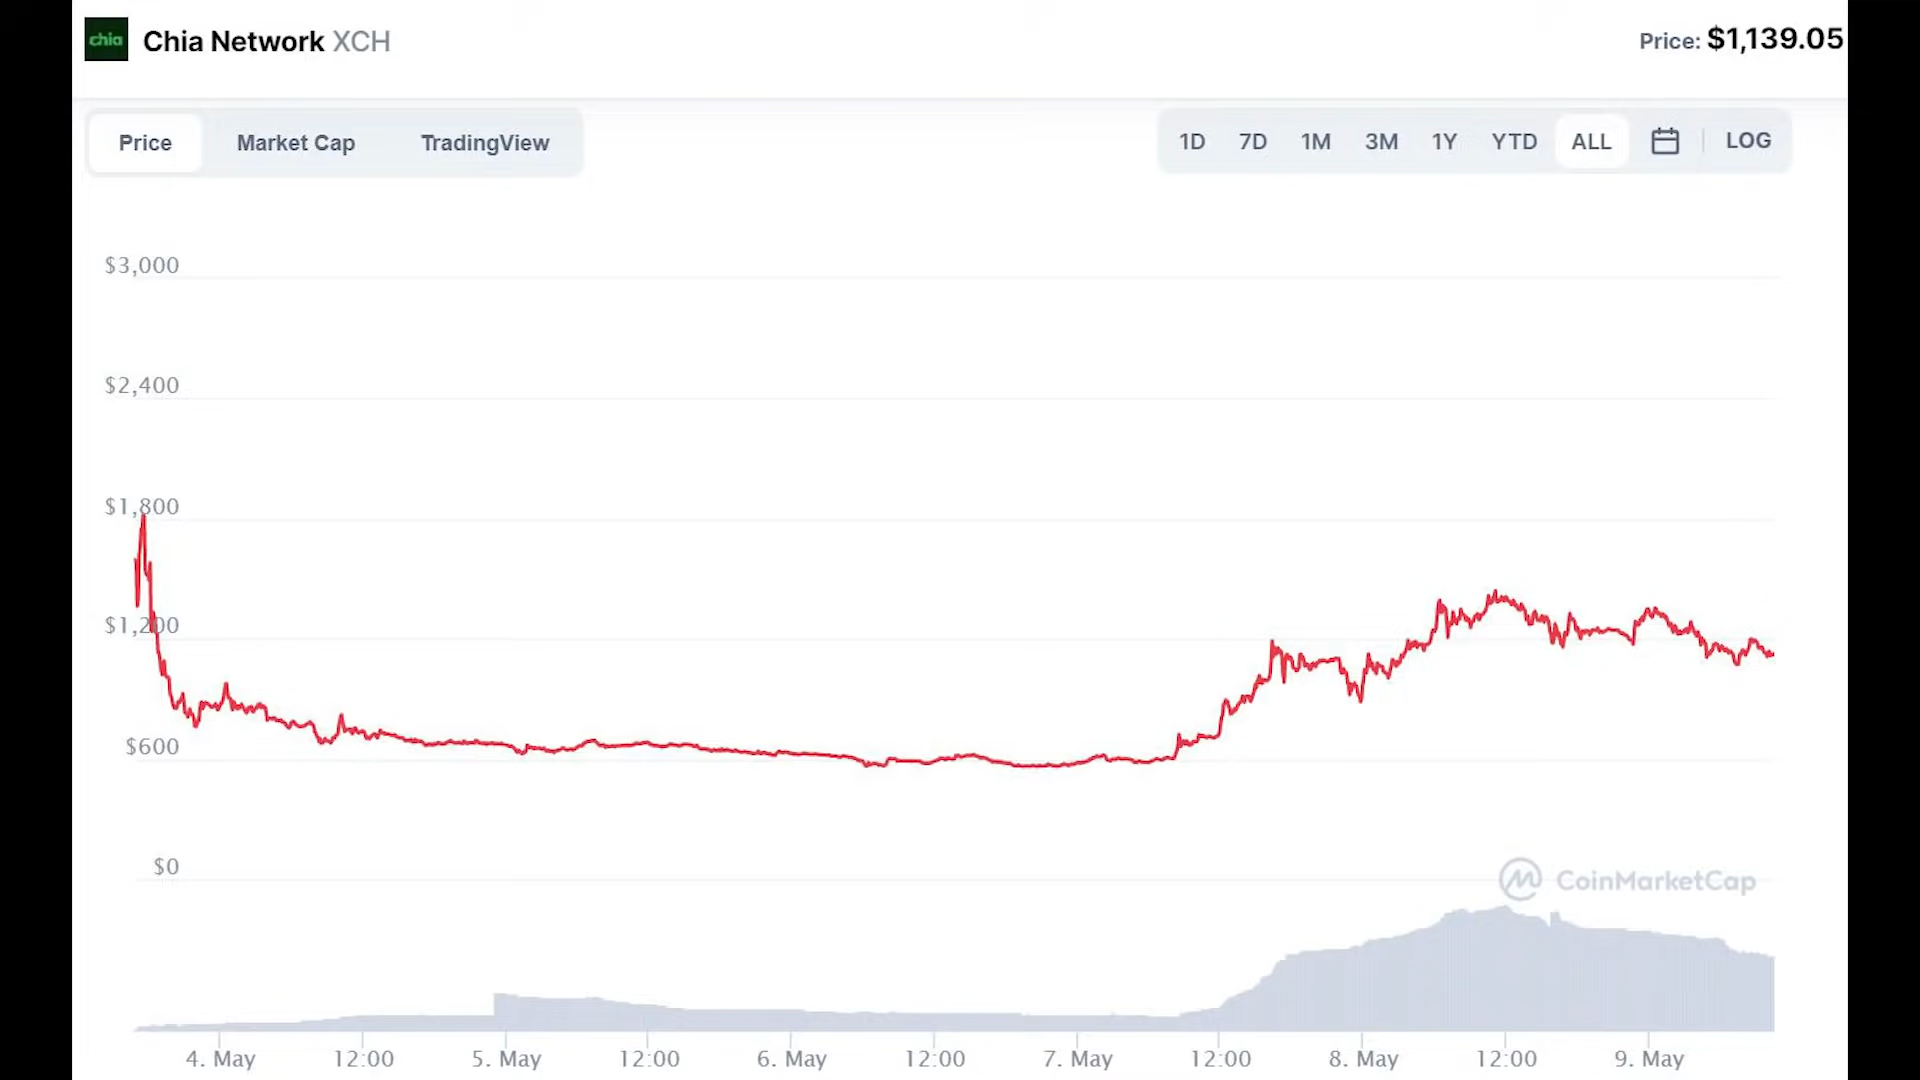 chia Chia Network XCH Price: $1,139.05
Price Market Cap TradingView 1D 7D 1M 3M 1Y YTD ALL LOG
$3,000
$2,400
$1,800
$1,200
$600
$0
CoinMarketCap
4. May 12:00 5. May 12:00 6. May 12:00 7. May 12:00 8. May 12:00 9. May